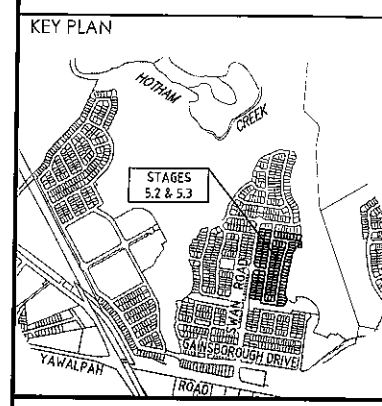 KEY PLAN
HOTHAM
CREEK
STAGES
5.2 & 5.3
SWAN ROAD
GAINSBOROUGH DRIVE
YAWALPAH
ROAD